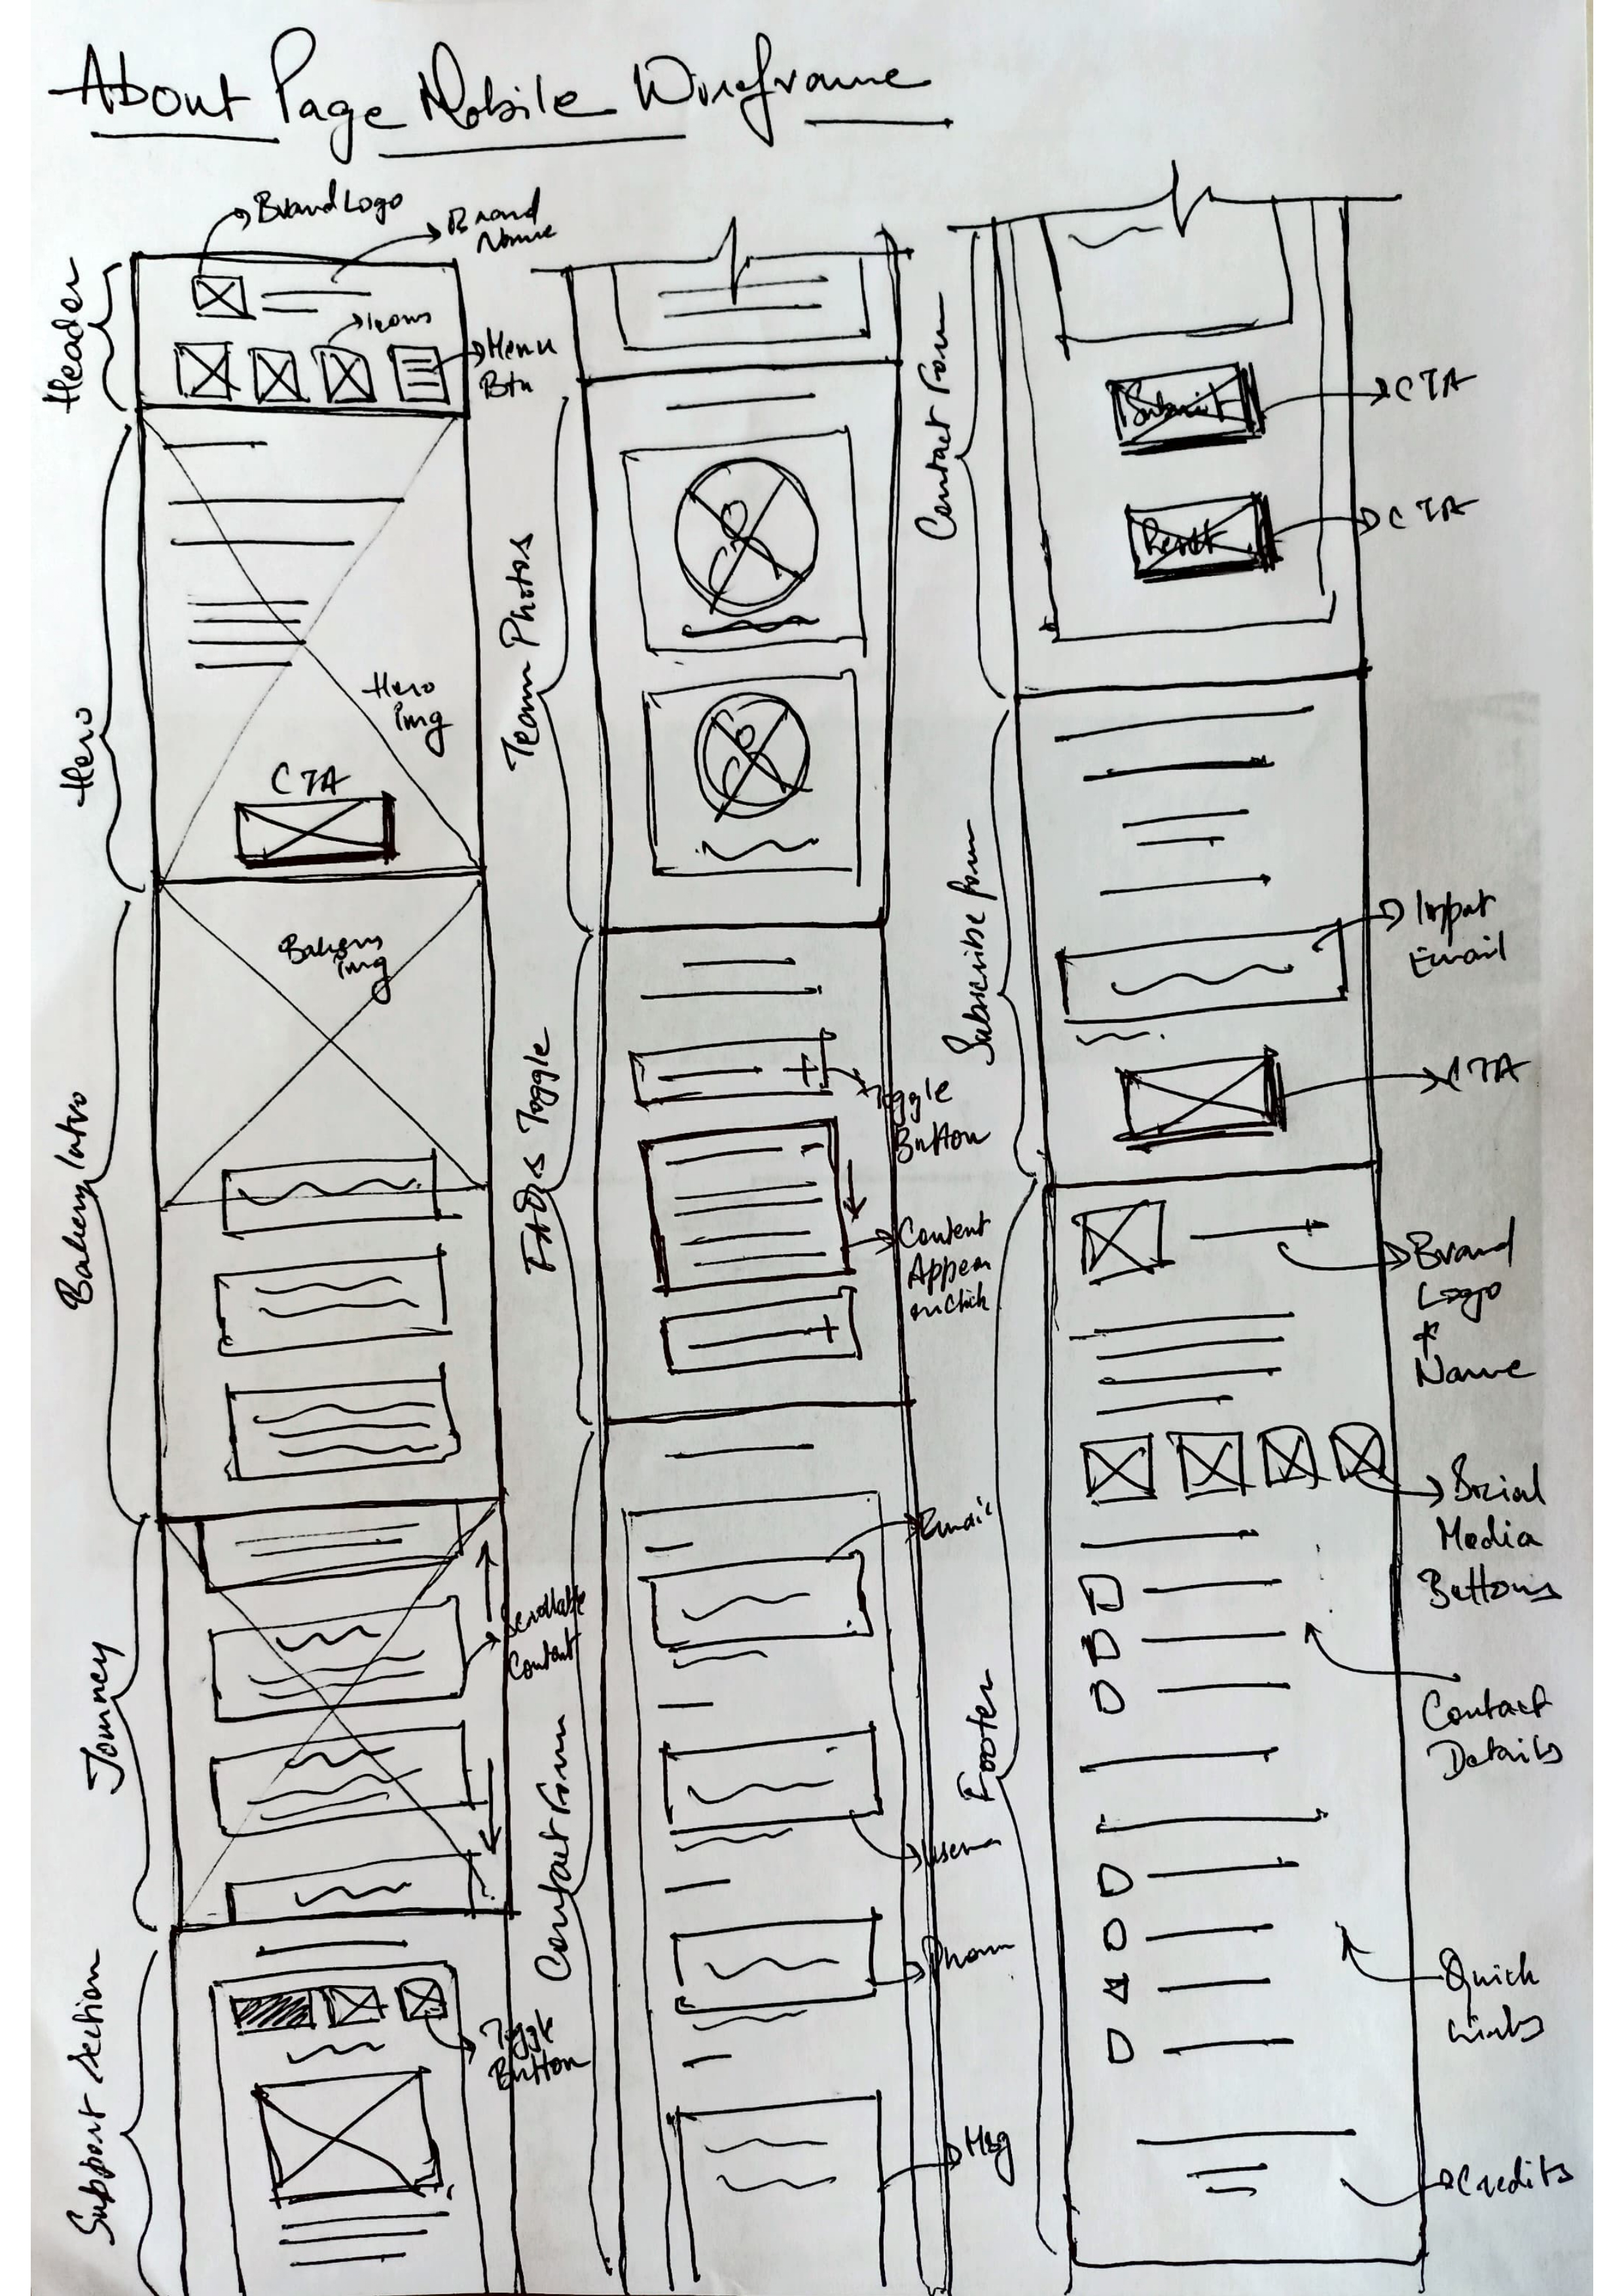 About Page Mobile Wireframe
Brand Logo
Brand
Name
Header
Icons
Menu
Btn
Hero
Hero
img
CTA
Bakery Intro
Bakery
img
Journey
Scrollable
Content
Support Section
Toggle
Button
Team Photos
FAQs Toggle
Toggle
Button
Content
Appear
onClick
Contact Form
Email
Phone
Msg
Contact Form
Submit
CTA
Reset
CTA
Subscribe form
Input
Email
CTA
Footer
Brand
Logo
&
Name
Social
Media
Buttons
Contact
Details
Quick
Links
Credits